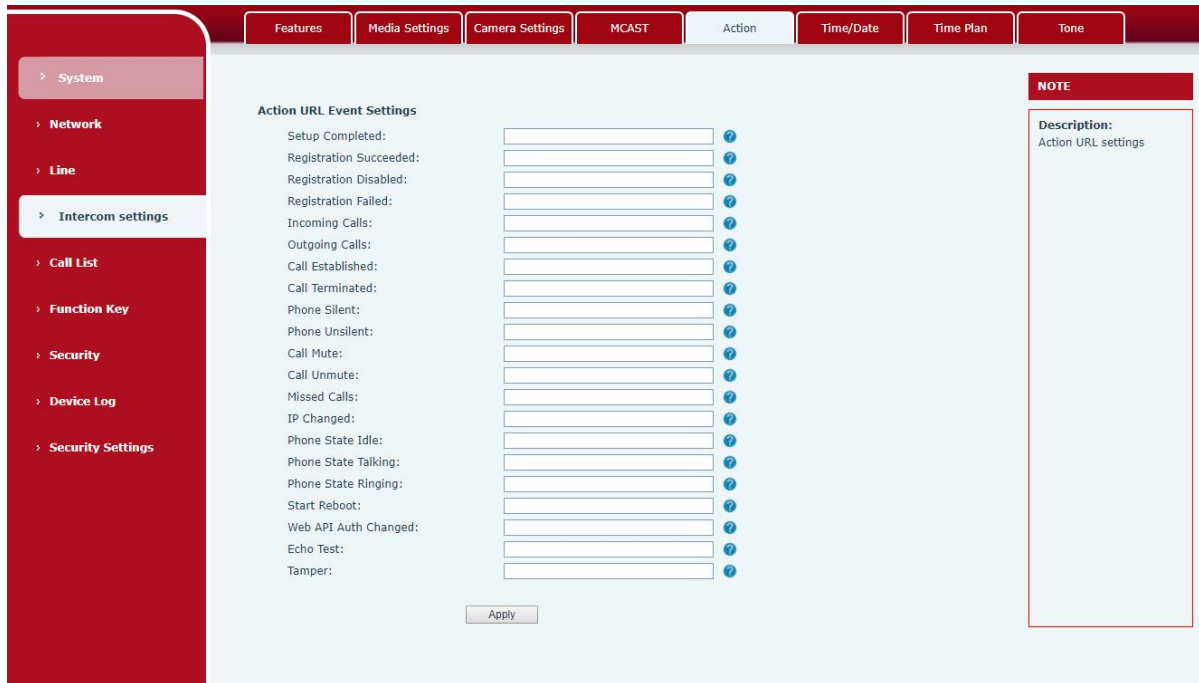 Features Media Settings Camera Settings MCAST Action Time/Date Time Plan Tone
› System
› Network
› Line
› Intercom settings
› Call List
› Function Key
› Security
› Device Log
› Security Settings
Action URL Event Settings
Setup Completed: ?
Registration Succeeded: ?
Registration Disabled: ?
Registration Failed: ?
Incoming Calls: ?
Outgoing Calls: ?
Call Established: ?
Call Terminated: ?
Phone Silent: ?
Phone Unsilent: ?
Call Mute: ?
Call Unmute: ?
Missed Calls: ?
IP Changed: ?
Phone State Idle: ?
Phone State Talking: ?
Phone State Ringing: ?
Start Reboot: ?
Web API Auth Changed: ?
Echo Test: ?
Tamper: ?
Apply
NOTE
Description:
Action URL settings